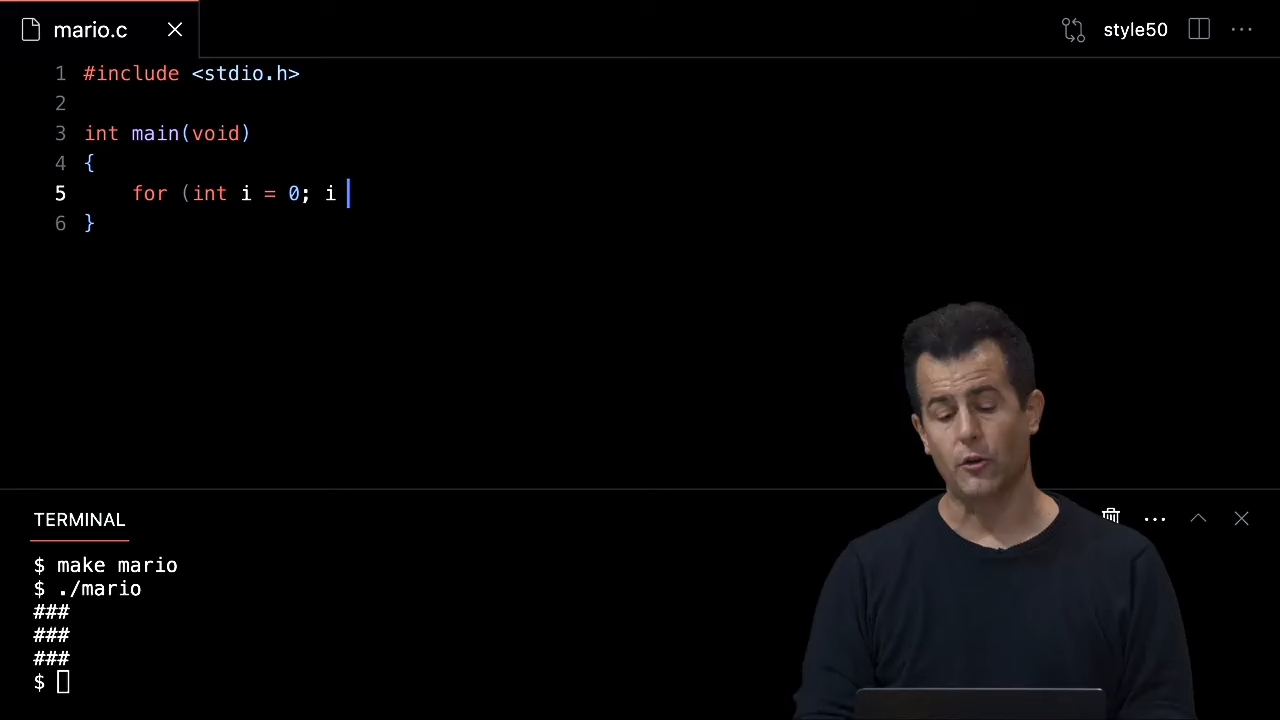 mario.c
style50
1 #include <stdio.h>
2
3 int main(void)
4 {
5     for (int i = 0; i
6 }
TERMINAL
$ make mario
$ ./mario
###
###
###
$